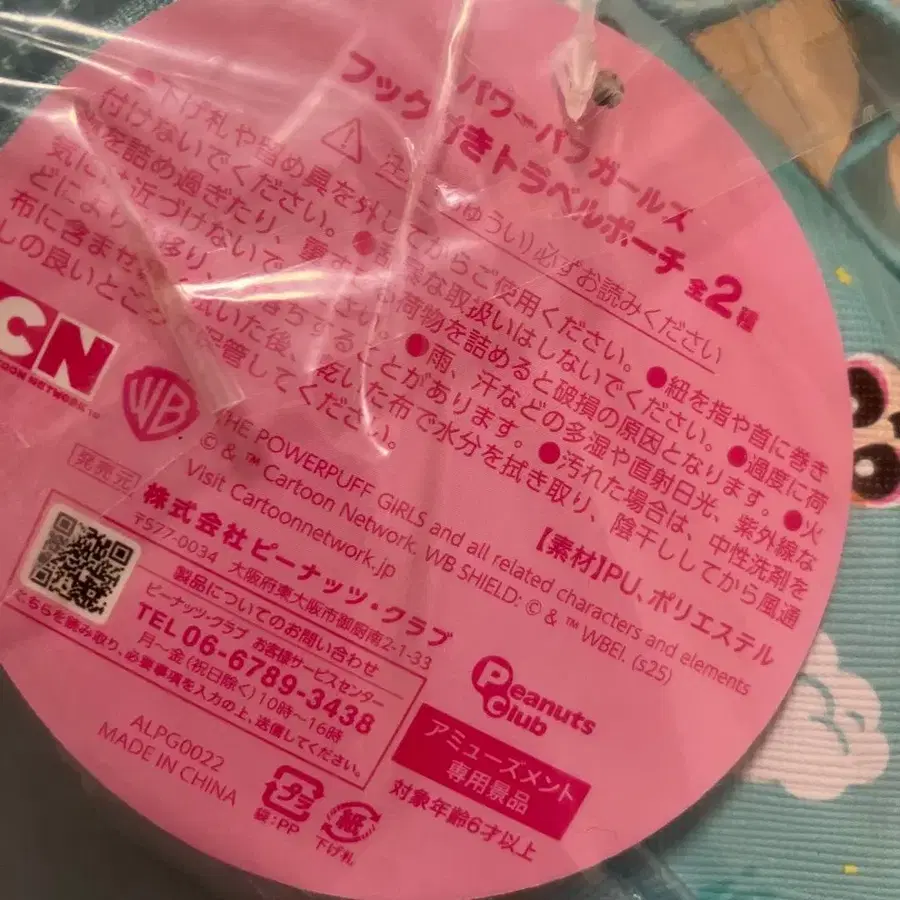 パワーパフガールズ
フック付きトラベルポーチ 全2種
(ちゅうい)必ずお読みください
●下げ札や留め具を外してからご使用ください。●紐を指や首に巻き
付けないでください。●乱暴な取扱いはしないでください。●過度に荷
を詰め過ぎたり、重すぎる荷物を詰めると破損の原因となります。●火
気に近づけないで
●雨、汗などの多湿や直射日光、紫外線な
どにより
色落ちすることがあります。●汚れた場合は、中性洗剤を
布に含ませ
拭いた後、乾いた布で水分を拭き取り、陰干ししてから風通
しの良いところ
保管してください。
【素材】PU、ポリエステル
CN
CARTOON NETWORK™
WB
THE POWERPUFF GIRLS and all related characters and elements
© & ™ Cartoon Network. WB SHIELD: © & ™ WBEI. (s25)
Visit Cartoonnetwork.jp
発売元
株式会社ピーナッツ・クラブ
〒577-0034 大阪府東大阪市御厨南2-1-33
製品についてのお問い合わせ
ピーナッツ・クラブ お客様サービスセンター
TEL 06-6789-3438
月～金(祝日除く)10時～16時
こちらを読み取り、必要事項を入力の上、送信してください。
Peanuts
Club
アミューズメント
専用景品
対象年齢6才以上
ALPG0022
MADE IN CHINA
プラ
袋:PP
紙
下げ札